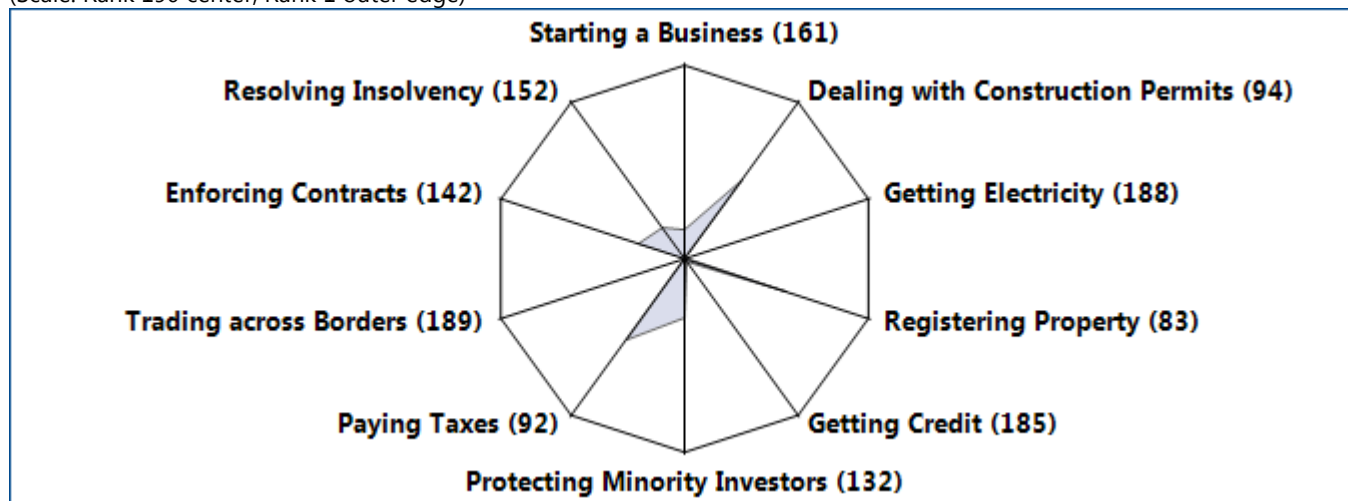 (Scale: Rank 190 center, Rank 1 outer edge)
Starting a Business (161)
Resolving Insolvency (152)
Dealing with Construction Permits (94)
Enforcing Contracts (142)
Getting Electricity (188)
Trading across Borders (189)
Registering Property (83)
Paying Taxes (92)
Getting Credit (185)
Protecting Minority Investors (132)